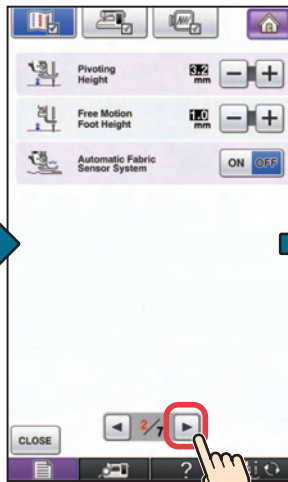 Pivoting
Height
3.2
mm
Free Motion
Foot Height
1.0
mm
Automatic Fabric
Sensor System
ON OFF
2/7
CLOSE
?